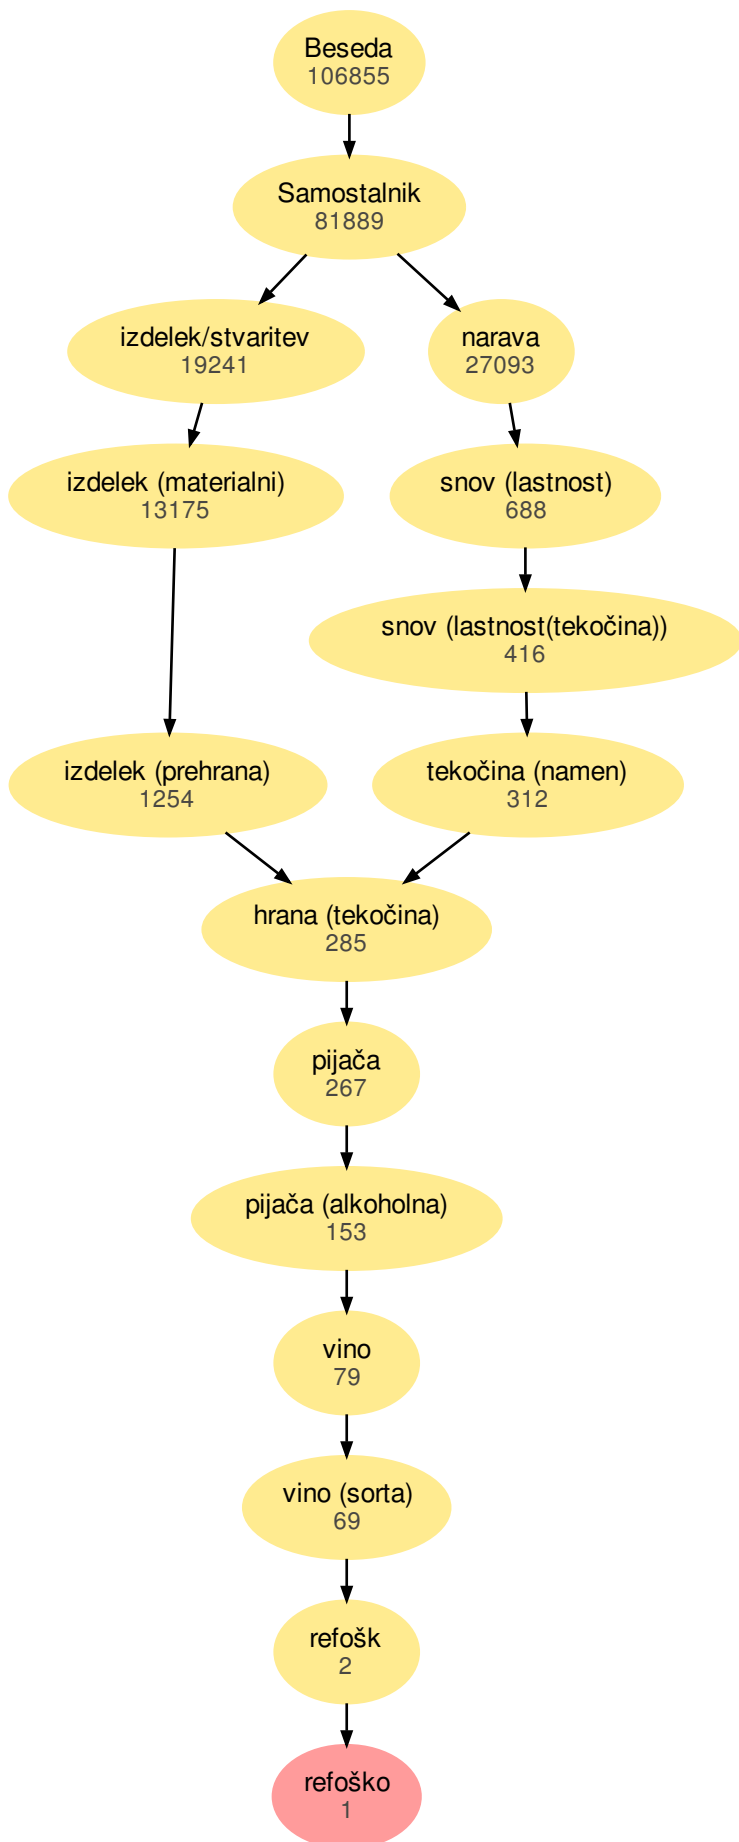 Beseda
106855
Samostalnik
81889
izdelek/stvaritev
19241
narava
27093
izdelek (materialni)
13175
snov (lastnost)
688
snov (lastnost(tekočina))
416
izdelek (prehrana)
1254
tekočina (namen)
312
hrana (tekočina)
285
pijača
267
pijača (alkoholna)
153
vino
79
vino (sorta)
69
refošk
2
refoško
1